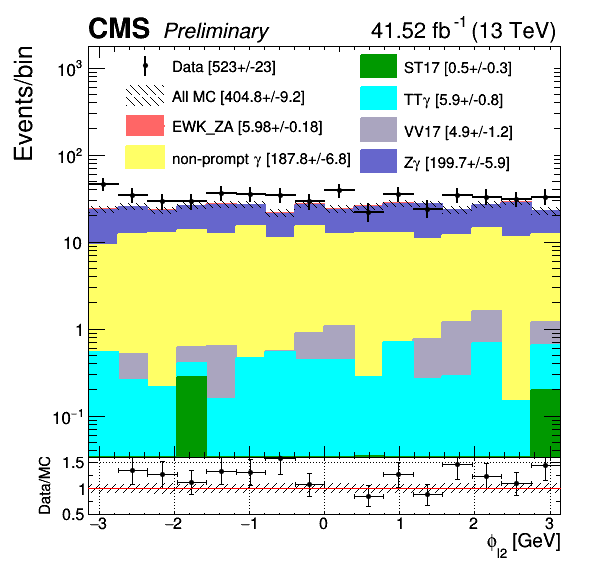 CMS Preliminary 41.52 fb⁻¹ (13 TeV)
Events/bin
Data [523+/-23]
All MC [404.8+/-9.2]
EWK_ZA [5.98+/-0.18]
non-prompt γ [187.8+/-6.8]
ST17 [0.5+/-0.3]
TTγ [5.9+/-0.8]
VV17 [4.9+/-1.2]
Zγ [199.7+/-5.9]
10³
10²
10
1
10⁻¹
Data/MC
1.5
1
0.5
−3 −2 −1 0 1 2 3
ϕ_l2 [GeV]